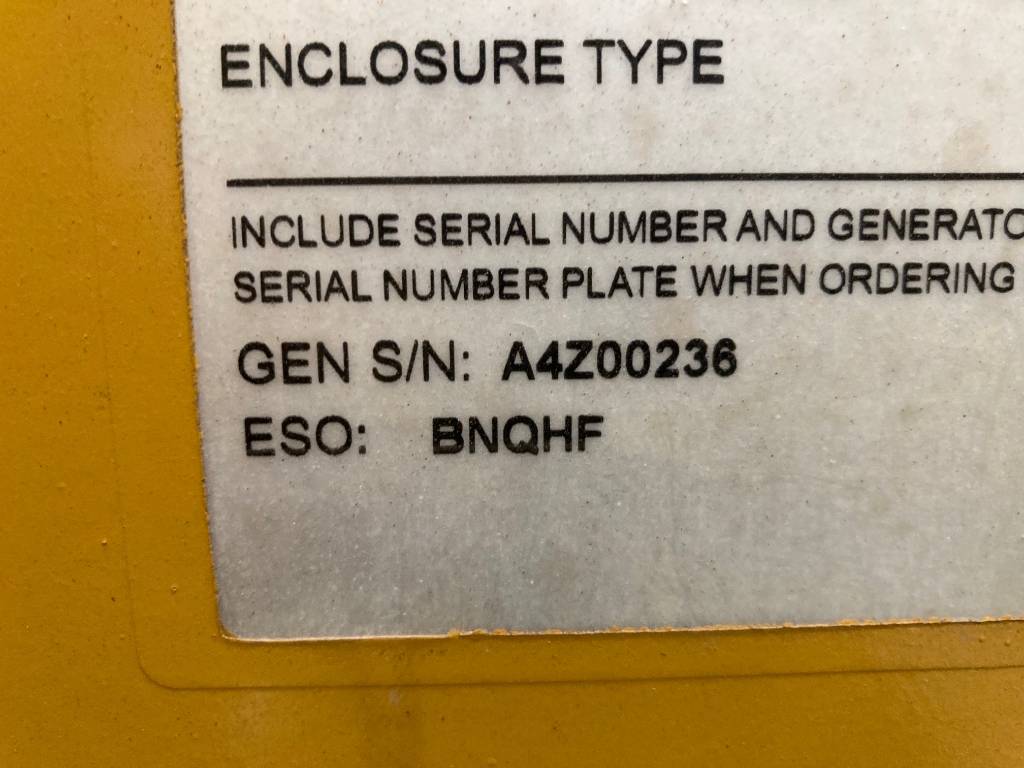 ENCLOSURE TYPE
INCLUDE SERIAL NUMBER AND GENERATO
SERIAL NUMBER PLATE WHEN ORDERING
GEN S/N: A4Z00236
ESO: BNQHF